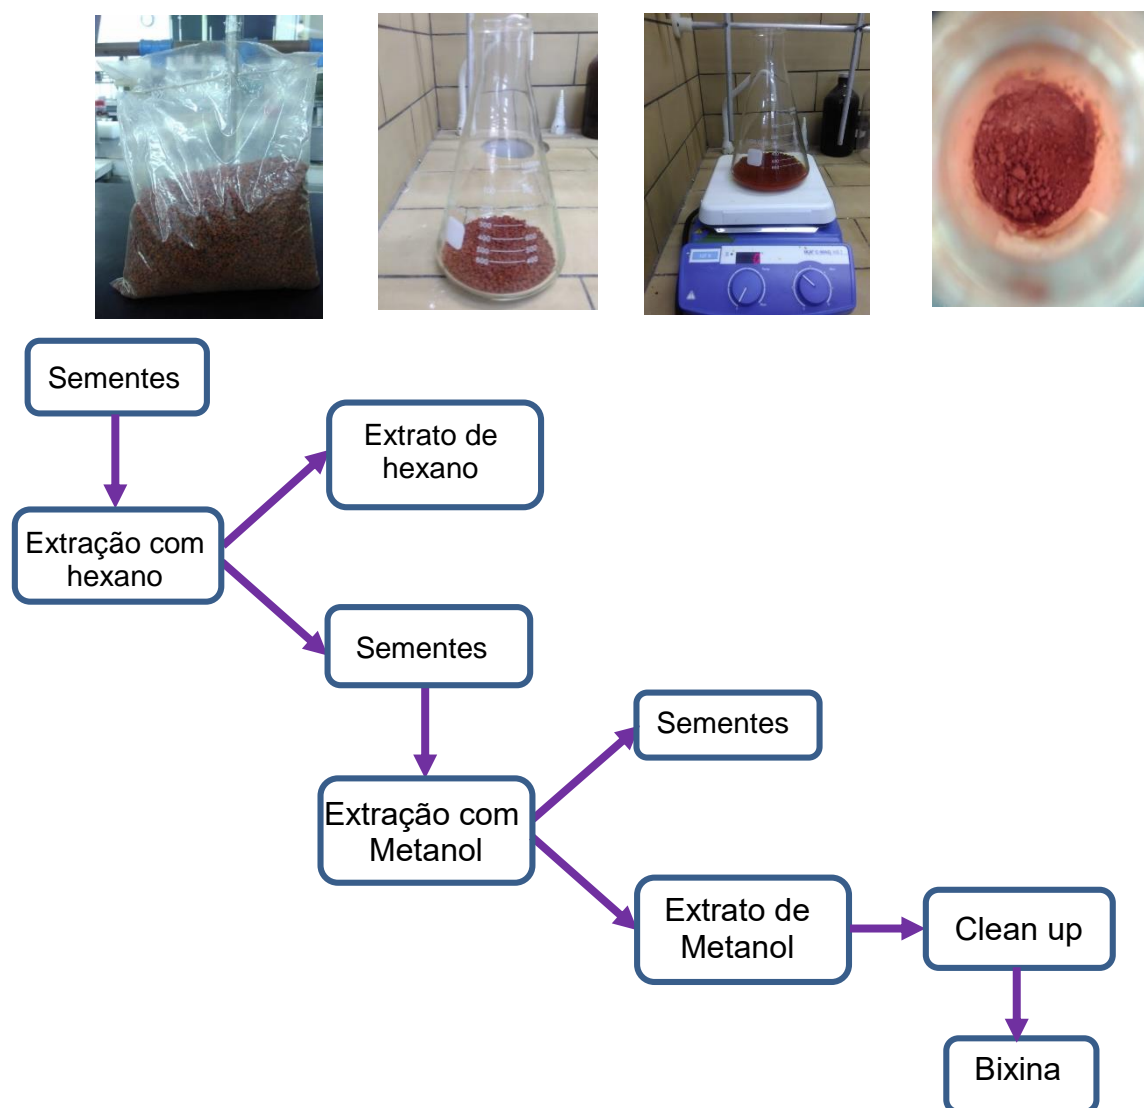 Sementes
Extrato de
hexano
Extração com
hexano
Sementes
Sementes
Extração com
Metanol
Extrato de
Metanol
Clean up
Bixina